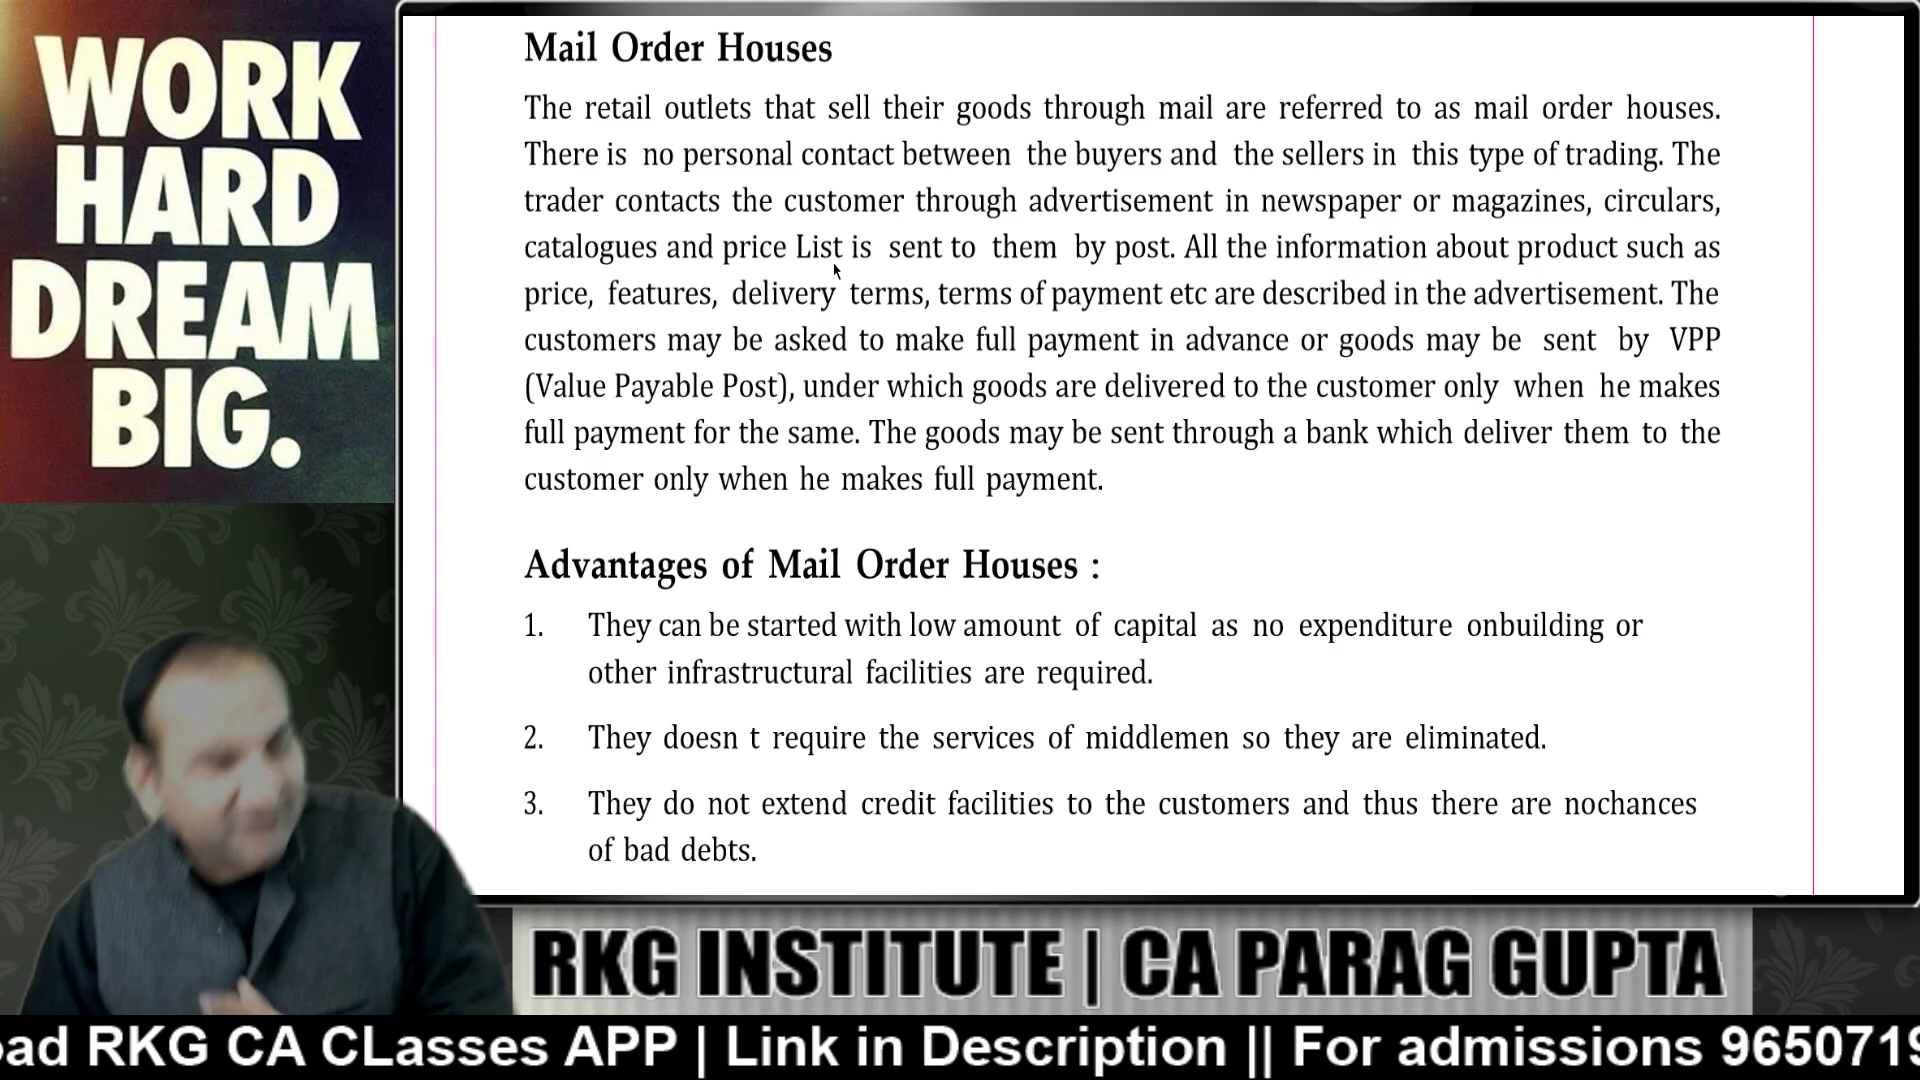 WORK
HARD
DREAM
BIG.
Mail Order Houses
The retail outlets that sell their goods through mail are referred to as mail order houses.
There is no personal contact between the buyers and the sellers in this type of trading. The
trader contacts the customer through advertisement in newspaper or magazines, circulars,
catalogues and price List is sent to them by post. All the information about product such as
price, features, delivery terms, terms of payment etc are described in the advertisement. The
customers may be asked to make full payment in advance or goods may be sent by VPP
(Value Payable Post), under which goods are delivered to the customer only when he makes
full payment for the same. The goods may be sent through a bank which deliver them to the
customer only when he makes full payment.
Advantages of Mail Order Houses :
1. They can be started with low amount of capital as no expenditure onbuilding or
other infrastructural facilities are required.
2. They doesn t require the services of middlemen so they are eliminated.
3. They do not extend credit facilities to the customers and thus there are nochances
of bad debts.
RKG INSTITUTE | CA PARAG GUPTA
ad RKG CA CLasses APP | Link in Description || For admissions 9650719